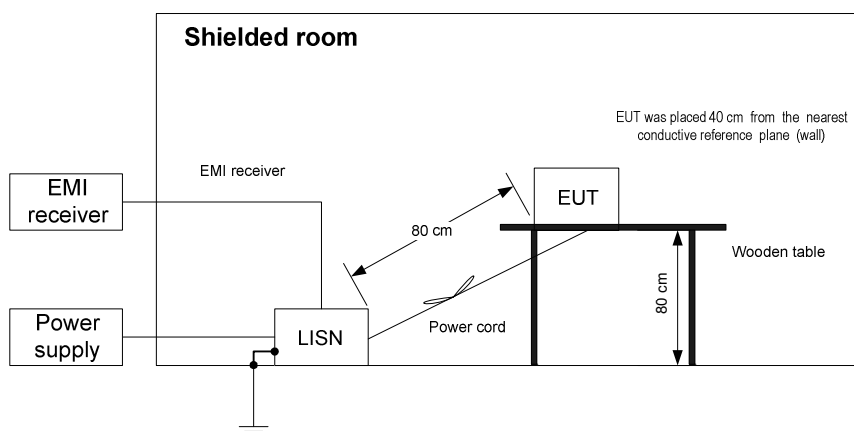 Shielded room
EUT was placed 40 cm from the nearest
conductive reference plane (wall)
EMI receiver
EMI
receiver
EUT
80 cm
Wooden table
80 cm
Power cord
Power
supply
LISN